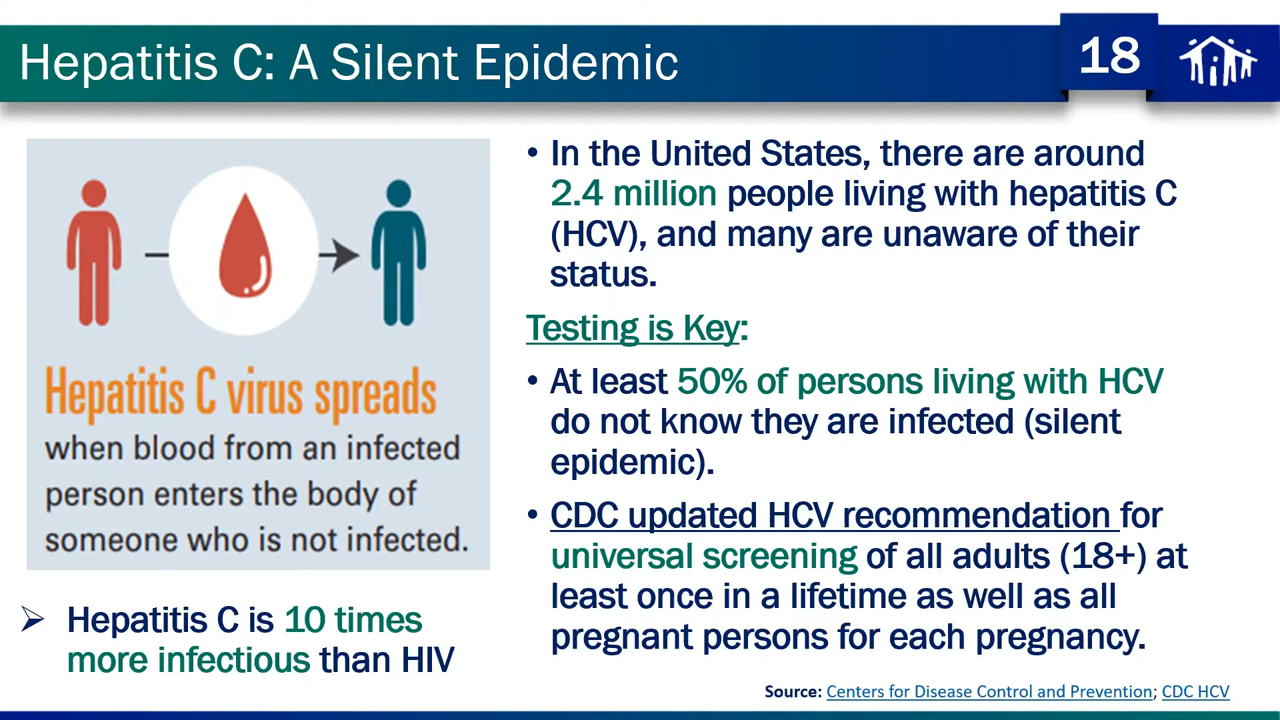 Hepatitis C: A Silent Epidemic
18
Hepatitis C virus spreads
when blood from an infected
person enters the body of
someone who is not infected.
➢ Hepatitis C is 10 times
more infectious than HIV
• In the United States, there are around
2.4 million people living with hepatitis C
(HCV), and many are unaware of their
status.
Testing is Key:
• At least 50% of persons living with HCV
do not know they are infected (silent
epidemic).
• CDC updated HCV recommendation for
universal screening of all adults (18+) at
least once in a lifetime as well as all
pregnant persons for each pregnancy.
Source: Centers for Disease Control and Prevention; CDC HCV